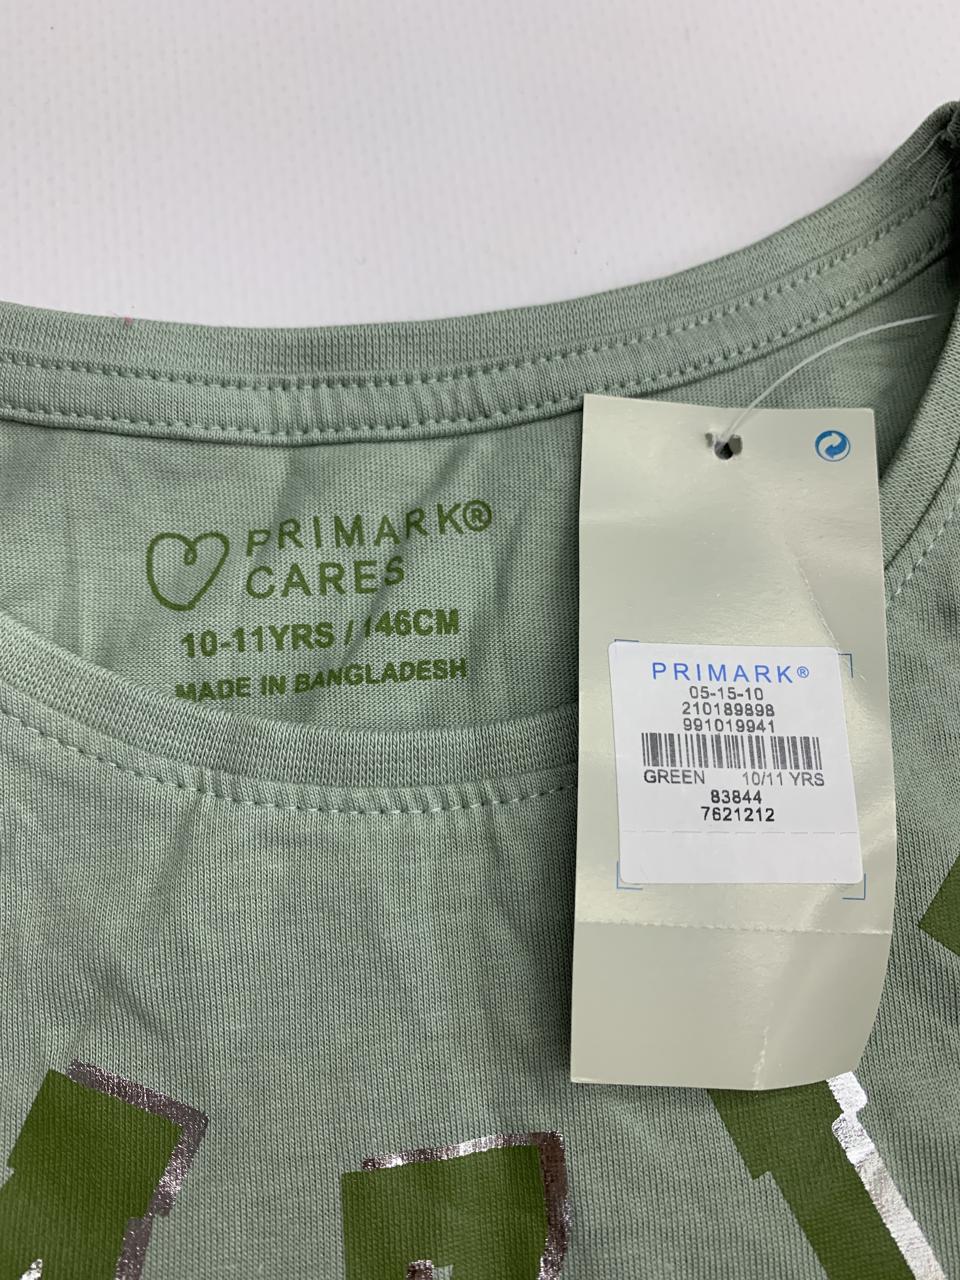 PRIMARK®
CARES
10-11YRS / 146CM
MADE IN BANGLADESH
PRIMARK®
05-15-10
210189898
991019941
GREEN 10/11 YRS
83844
7621212